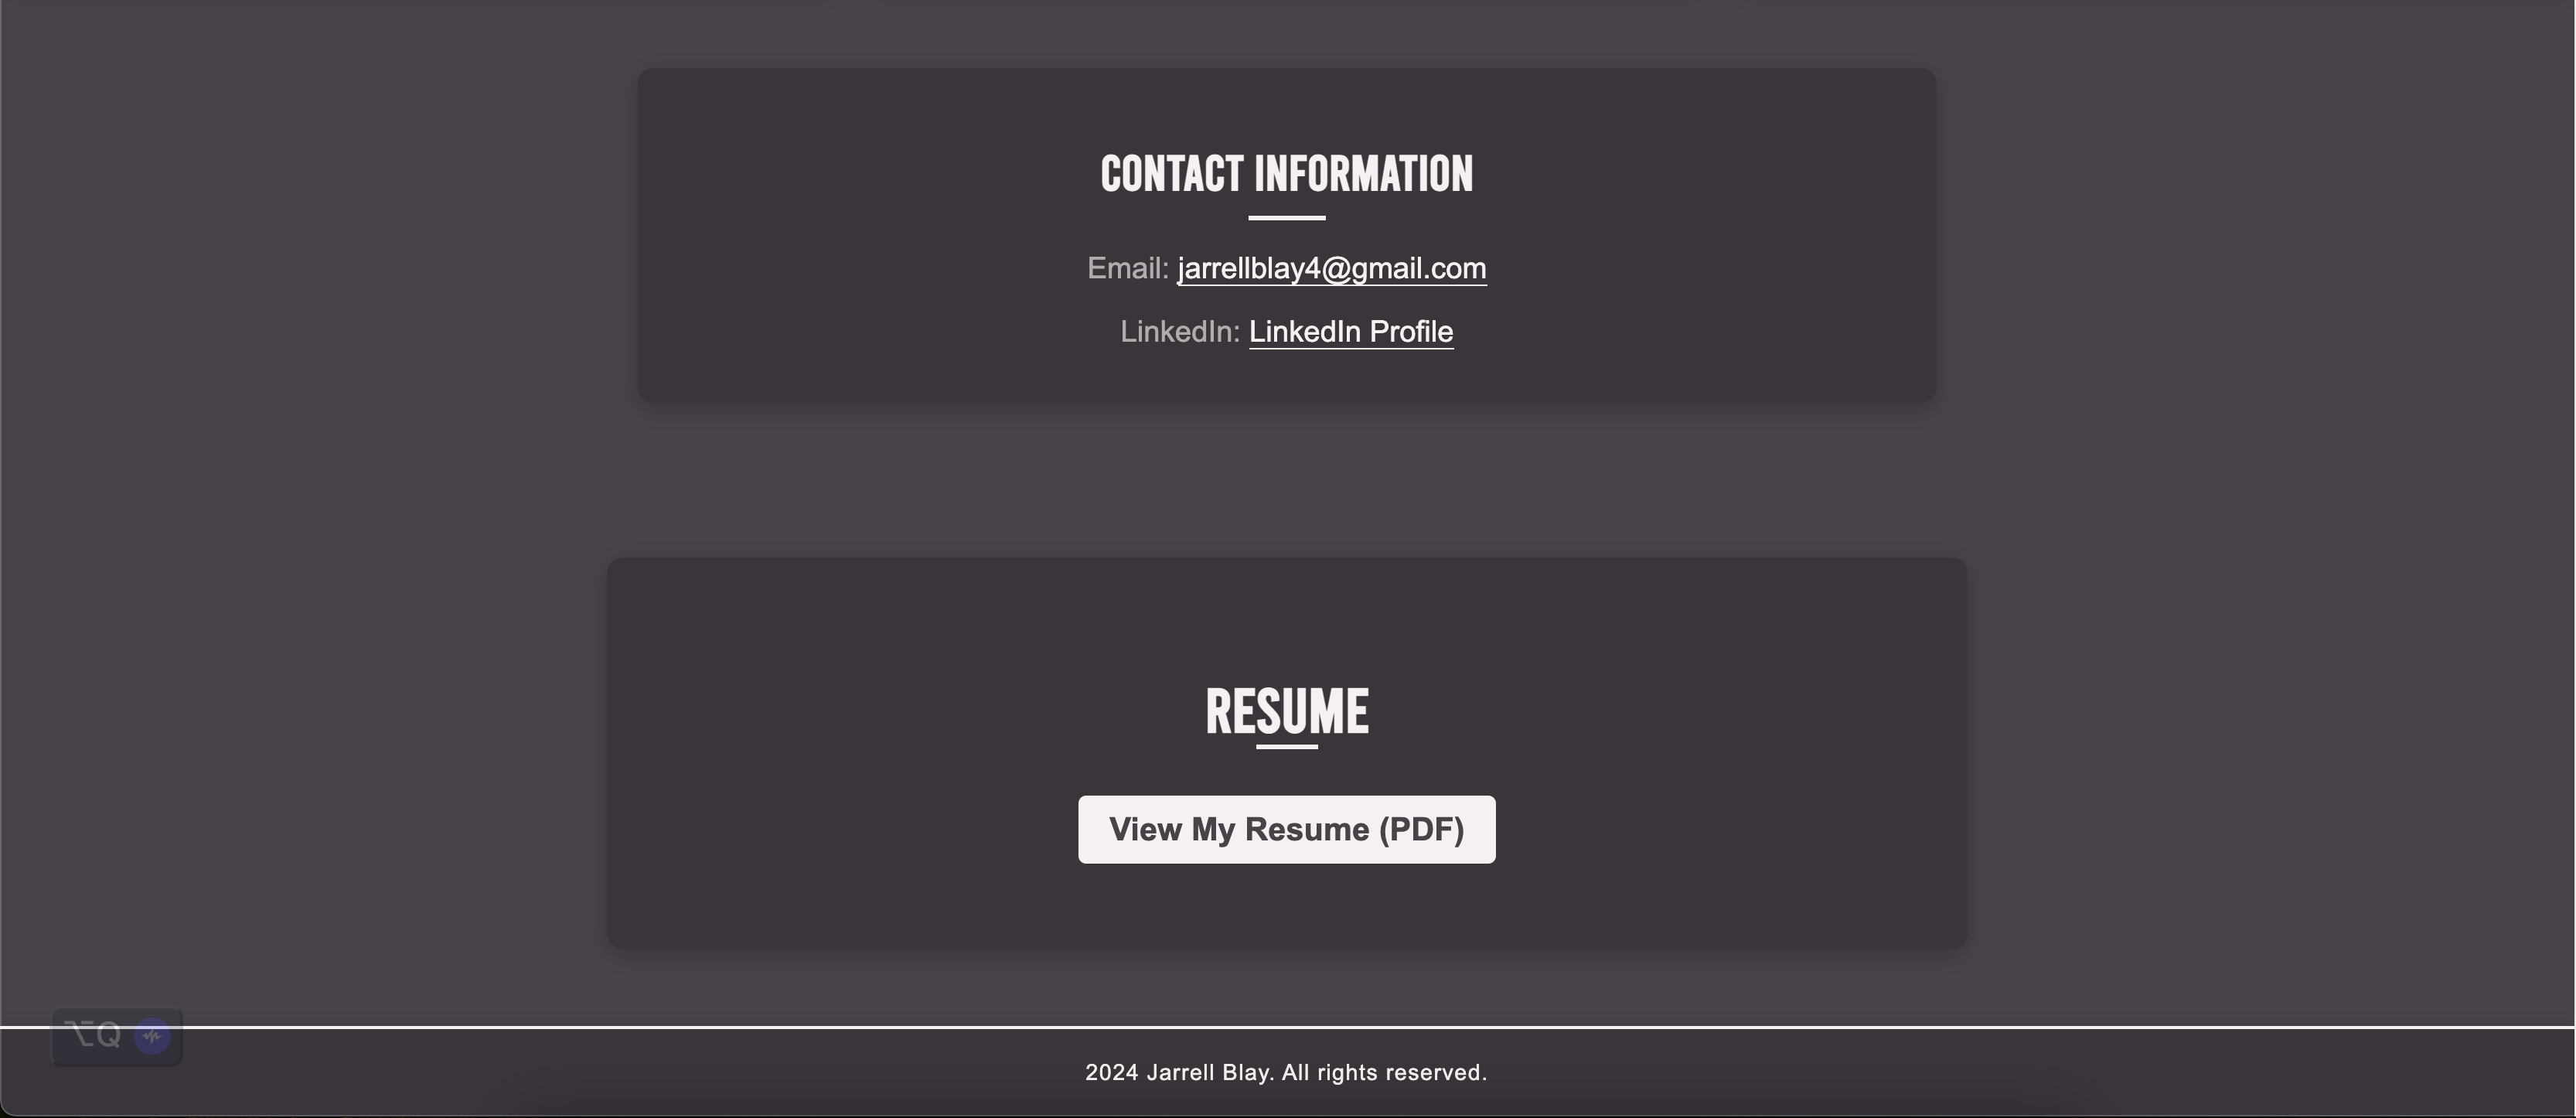 CONTACT INFORMATION
Email: jarrellblay4@gmail.com
LinkedIn: LinkedIn Profile
RESUME
View My Resume (PDF)
⌥Q
2024 Jarrell Blay. All rights reserved.